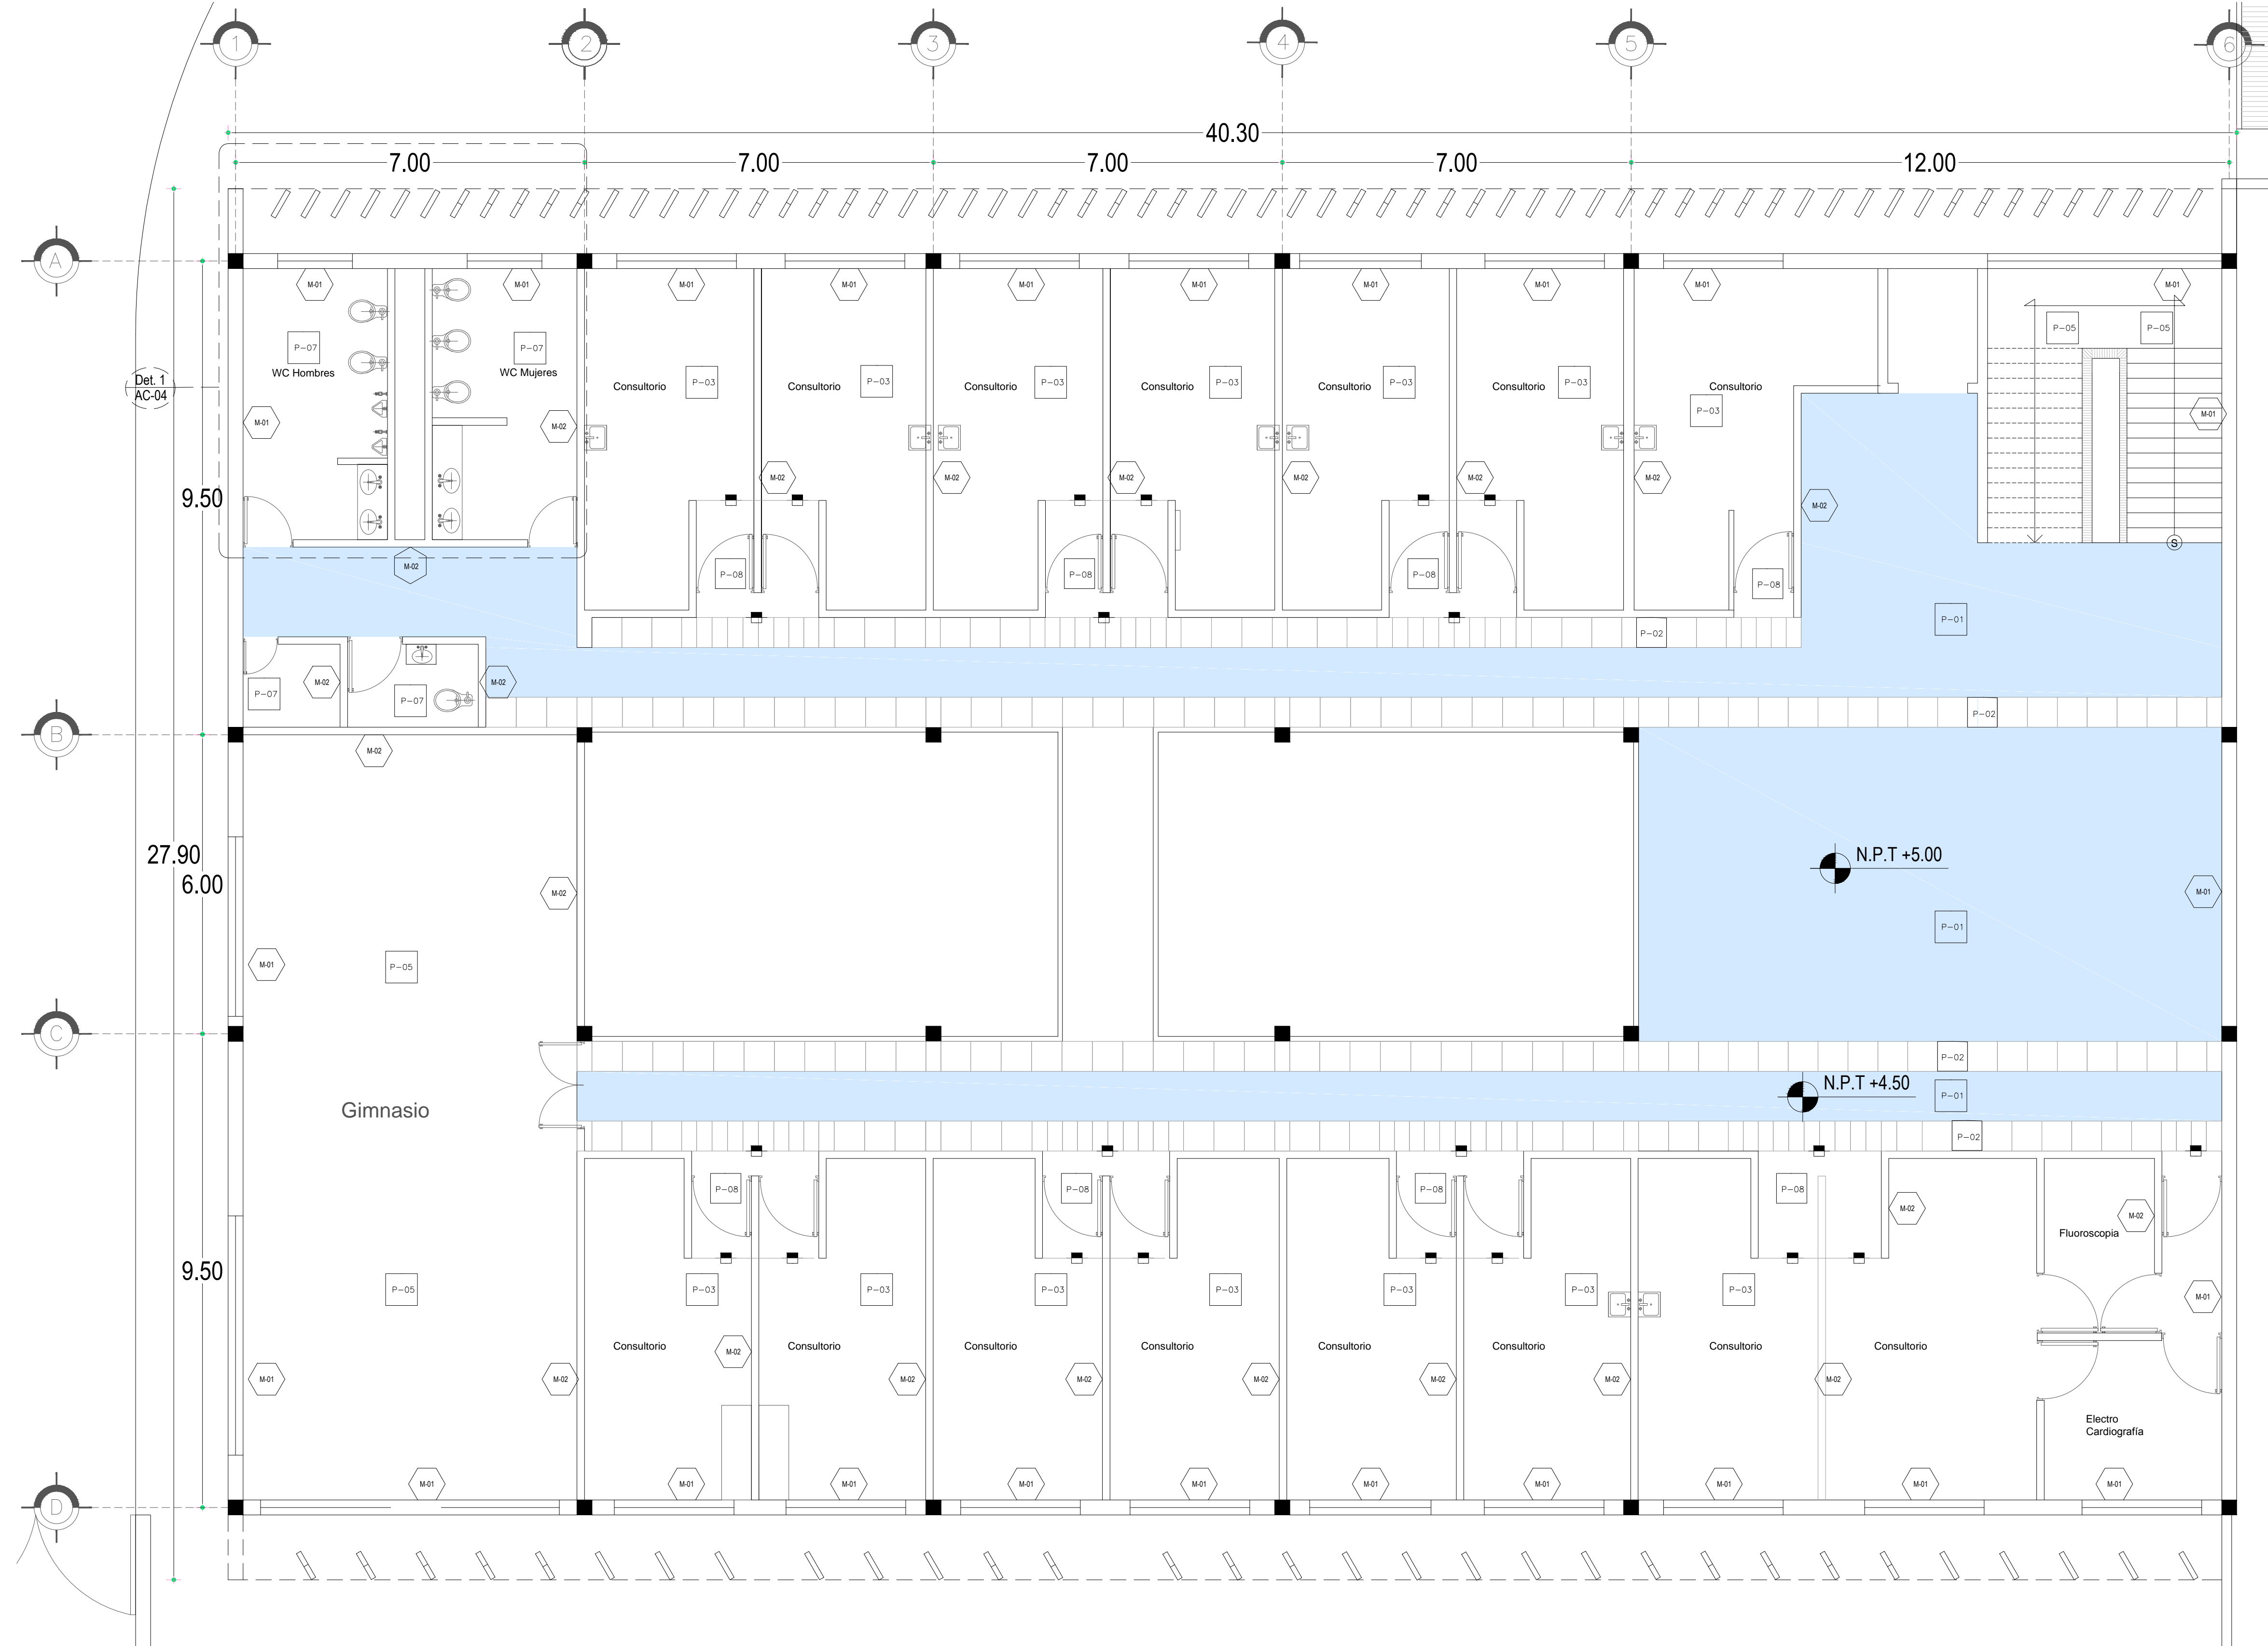 1 2 3 4 5 6
40.30
7.00 7.00 7.00 7.00 12.00
A
M-01 M-01 M-01 M-01 M-01 M-01 M-01 M-01 M-01 M-01
P-05 P-05
P-07 P-07
WC Hombres WC Mujeres
P-03 P-03 P-03 P-03 P-03 P-03
Consultorio Consultorio Consultorio Consultorio Consultorio Consultorio Consultorio
Det. 1
AC-04
P-03
M-01 M-02 M-01
M-02 M-02 M-02 M-02 M-02 M-02
9.50
M-02
S
M-02 P-08 P-08 P-08 P-08
P-01
P-02
P-07 M-02 P-07 M-02
P-02
B
M-02
27.90
6.00
N.P.T +5.00
M-02 M-01
P-01
M-01 P-05
C
P-02
N.P.T +4.50
P-01
Gimnasio
P-02
P-08 P-08 P-08 P-08
M-02 M-02
Fluoroscopia
9.50
P-05 P-03 P-03 P-03 P-03 P-03 P-03 P-03 M-01
Consultorio M-02 Consultorio Consultorio Consultorio Consultorio Consultorio Consultorio Consultorio
M-01 M-02 M-02 M-02 M-02 M-02 M-02 M-02
Electro
Cardiografía
M-01 M-01 M-01 M-01 M-01 M-01 M-01 M-01 M-01 M-01
D